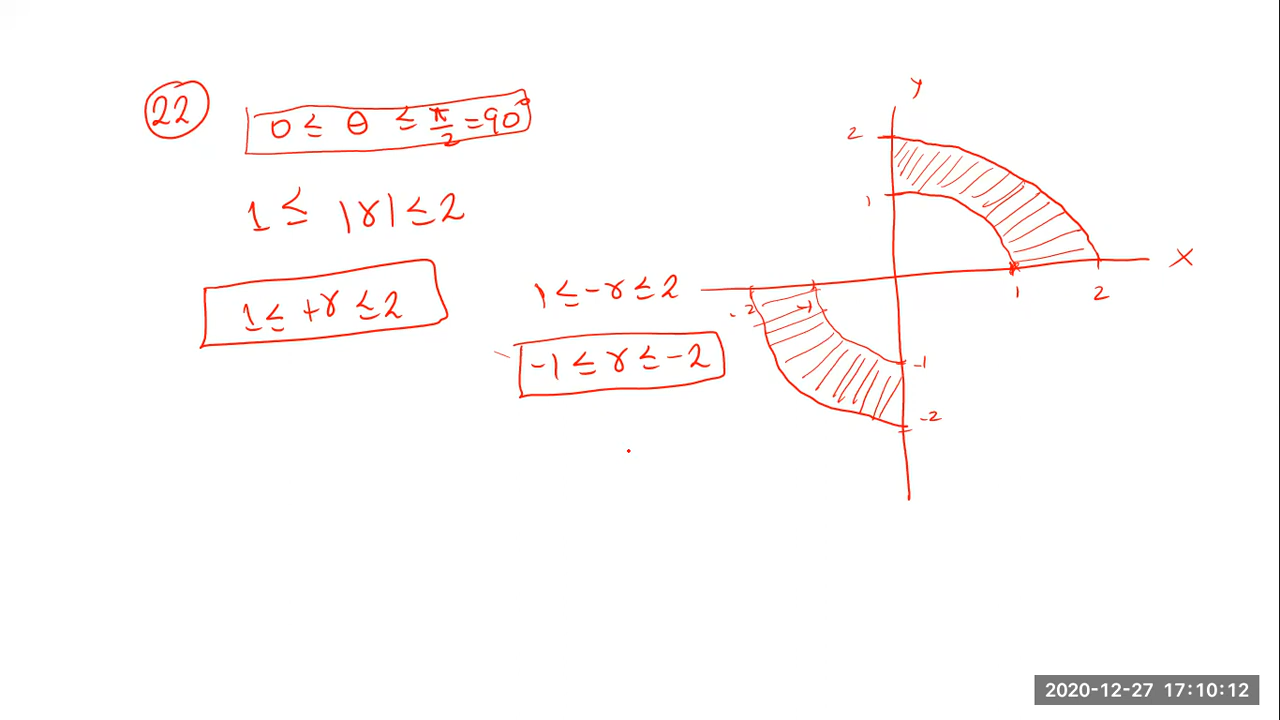 22
0 ≤ θ ≤ π/2 = 90°
1 ≤ |r| ≤ 2
1 ≤ +r ≤ 2
1 ≤ -r ≤ 2
-1 ≤ r ≤ -2
y
2
1
x
1
2
-2
-1
-1
-2
2020-12-27 17:10:12